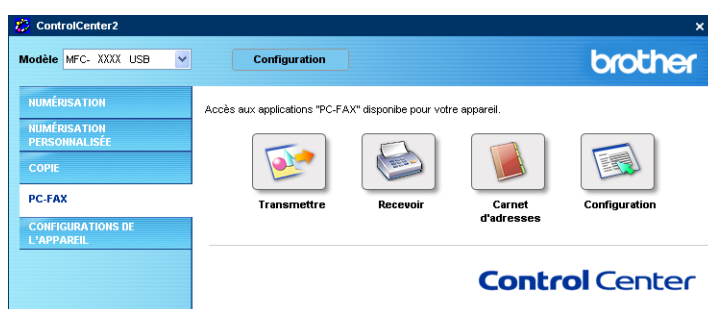 ControlCenter2
Modèle MFC- XXXX USB
Configuration
brother
NUMÉRISATION
NUMÉRISATION
PERSONNALISÉE
COPIE
PC-FAX
CONFIGURATIONS DE
L'APPAREIL
Accès aux applications "PC-FAX" disponibe pour votre appareil.
Transmettre
Recevoir
Carnet
d'adresses
Configuration
Control Center